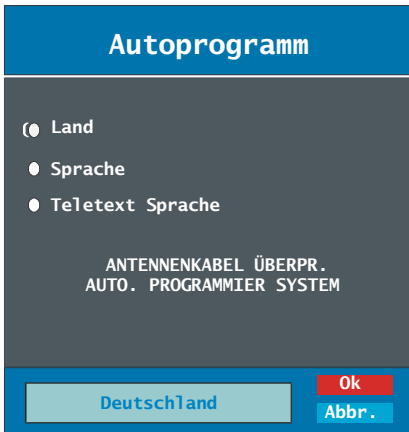 Autoprogramm
Land
Sprache
Teletext Sprache
ANTENNENKABEL ÜBERPR.
AUTO. PROGRAMMIER SYSTEM
Deutschland
Ok
Abbr.